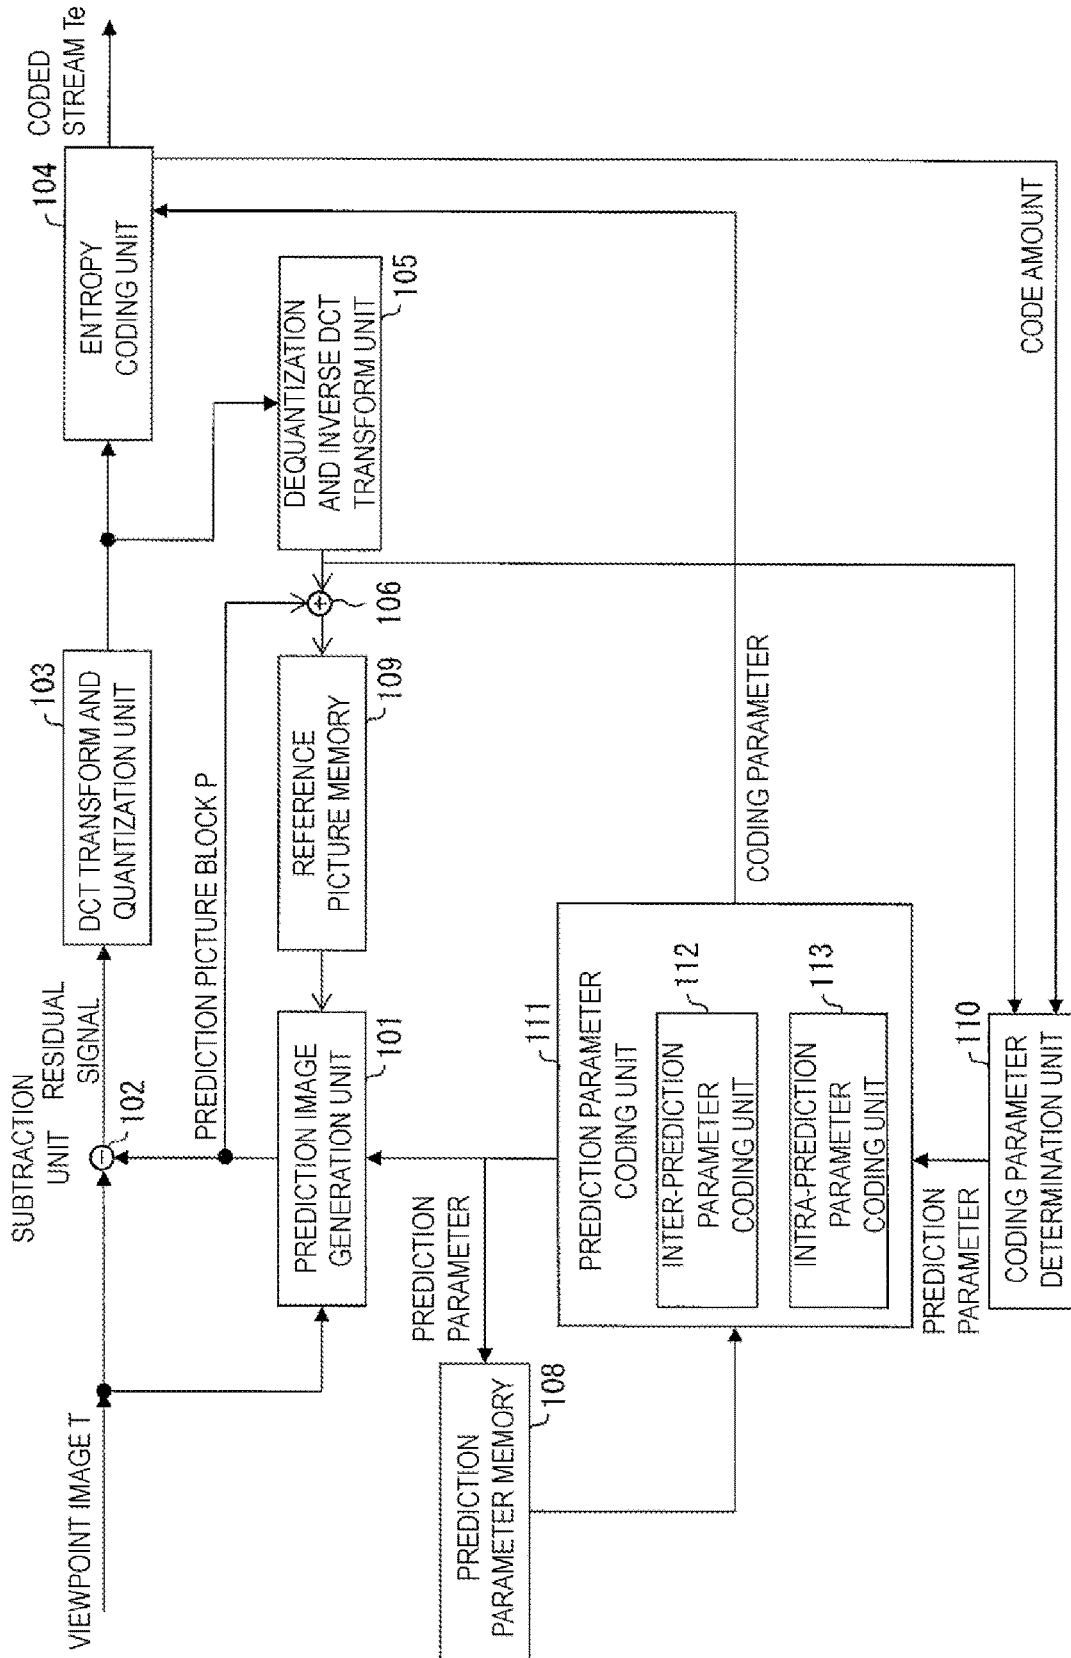 VIEWPOINT IMAGE T
SUBTRACTION
UNIT
RESIDUAL
SIGNAL
102
103
DCT TRANSFORM AND
QUANTIZATION UNIT
104
ENTROPY
CODING UNIT
CODED
STREAM Te
PREDICTION PICTURE BLOCK P
PREDICTION IMAGE
GENERATION UNIT
101
REFERENCE
PICTURE MEMORY
109
106
DEQUANTIZATION
AND INVERSE DCT
TRANSFORM UNIT
105
PREDICTION
PARAMETER
PREDICTION
PARAMETER MEMORY
108
111
PREDICTION PARAMETER
CODING UNIT
INTER-PREDICTION
PARAMETER
CODING UNIT
112
INTRA-PREDICTION
PARAMETER
CODING UNIT
113
CODING PARAMETER
PREDICTION
PARAMETER
110
CODING PARAMETER
DETERMINATION UNIT
CODE AMOUNT